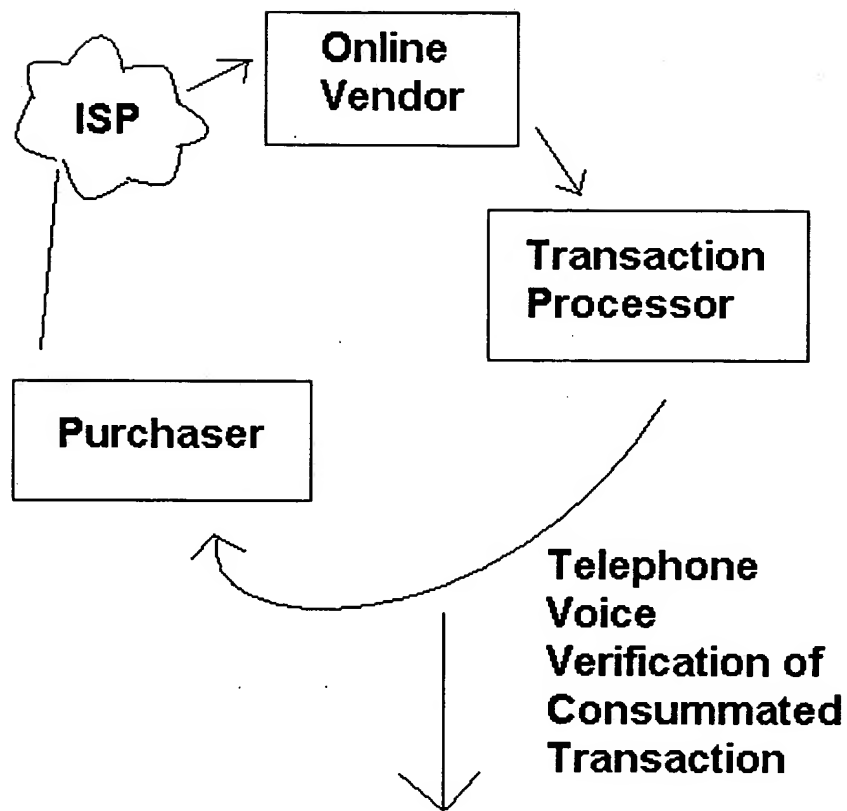 Online
Vendor
ISP
Transaction
Processor
Purchaser
Telephone
Voice
Verification of
Consummated
Transaction